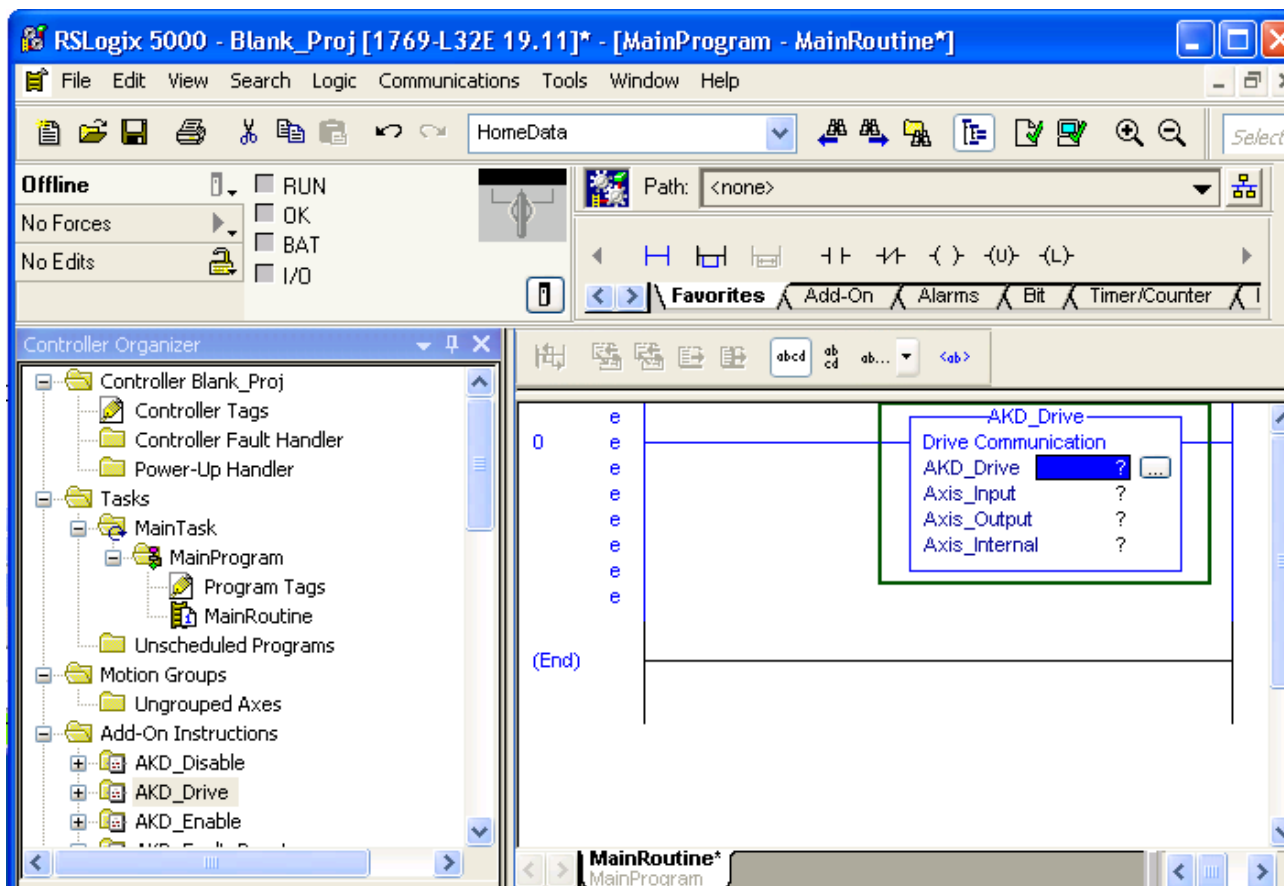 RSLogix 5000 - Blank_Proj [1769-L32E 19.11]* - [MainProgram - MainRoutine*]
File Edit View Search Logic Communications Tools Window Help
HomeData
Select
Offline
RUN
No Forces
OK
No Edits
BAT
I/O
Path: <none>
Favorites Add-On Alarms Bit Timer/Counter
Controller Organizer
Controller Blank_Proj
Controller Tags
Controller Fault Handler
Power-Up Handler
Tasks
MainTask
MainProgram
Program Tags
MainRoutine
Unscheduled Programs
Motion Groups
Ungrouped Axes
Add-On Instructions
AKD_Disable
AKD_Drive
AKD_Enable
abcd ab cd ab... <ab>
e
0 e
e
e
e
e
e
e
AKD_Drive
Drive Communication
AKD_Drive ? ...
Axis_Input ?
Axis_Output ?
Axis_Internal ?
(End)
MainRoutine*
MainProgram